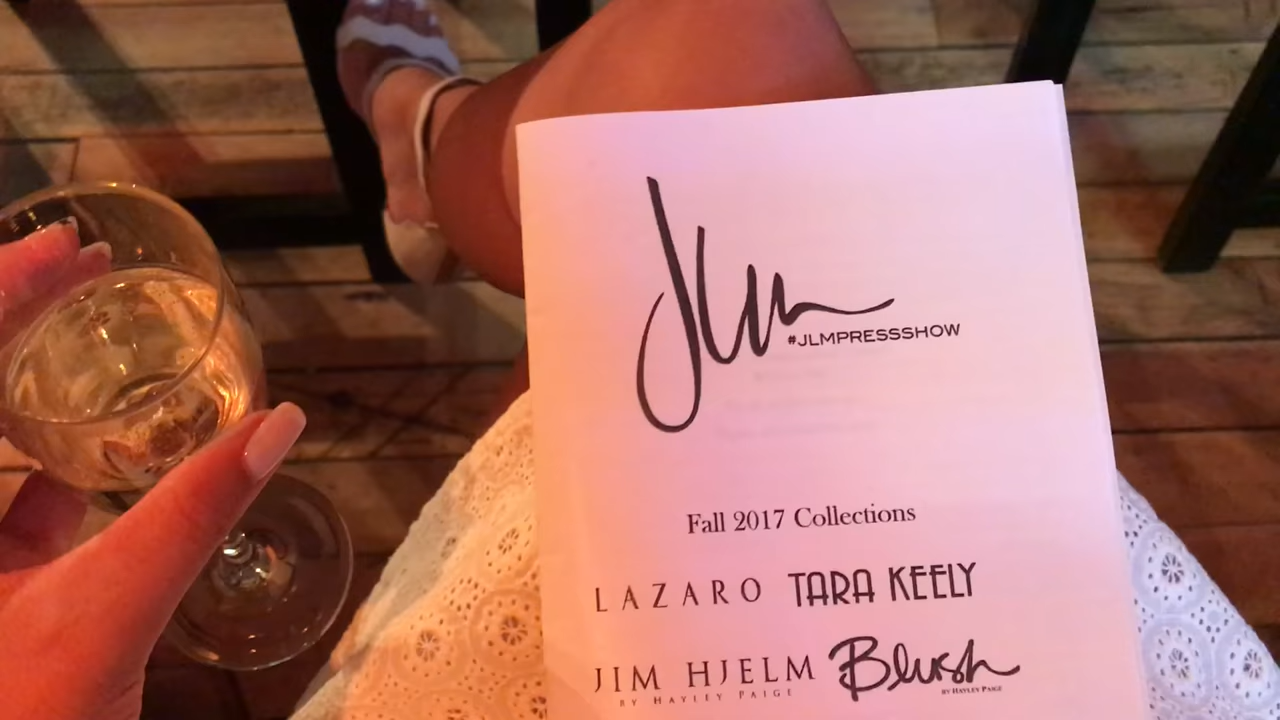 JLM
#JLMPRESSSHOW
Fall 2017 Collections
LAZARO TARA KEELY
JIM HJELM Blush
BY HAYLEY PAIGE BY HAYLEY PAIGE